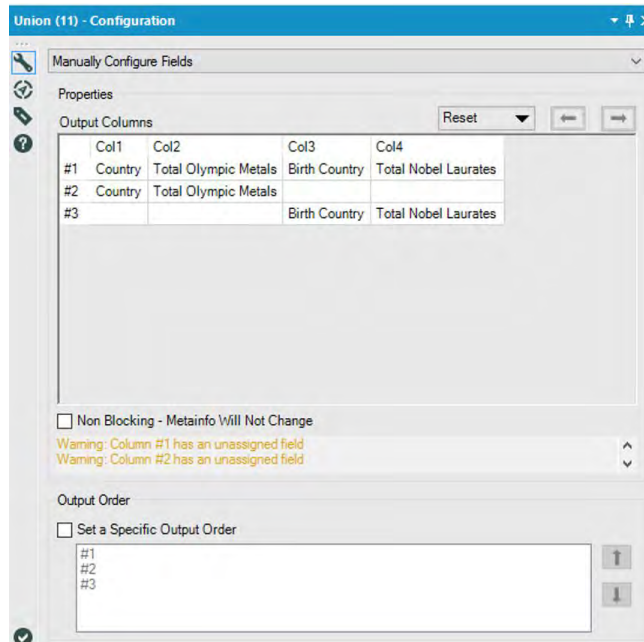 Union (11) - Configuration
Manually Configure Fields
Properties
Output Columns
Reset
Col1 Col2 Col3 Col4
#1 Country Total Olympic Metals Birth Country Total Nobel Laurates
#2 Country Total Olympic Metals
#3 Birth Country Total Nobel Laurates
Non Blocking - Metainfo Will Not Change
Warning: Column #1 has an unassigned field
Warning: Column #2 has an unassigned field
Output Order
Set a Specific Output Order
#1
#2
#3